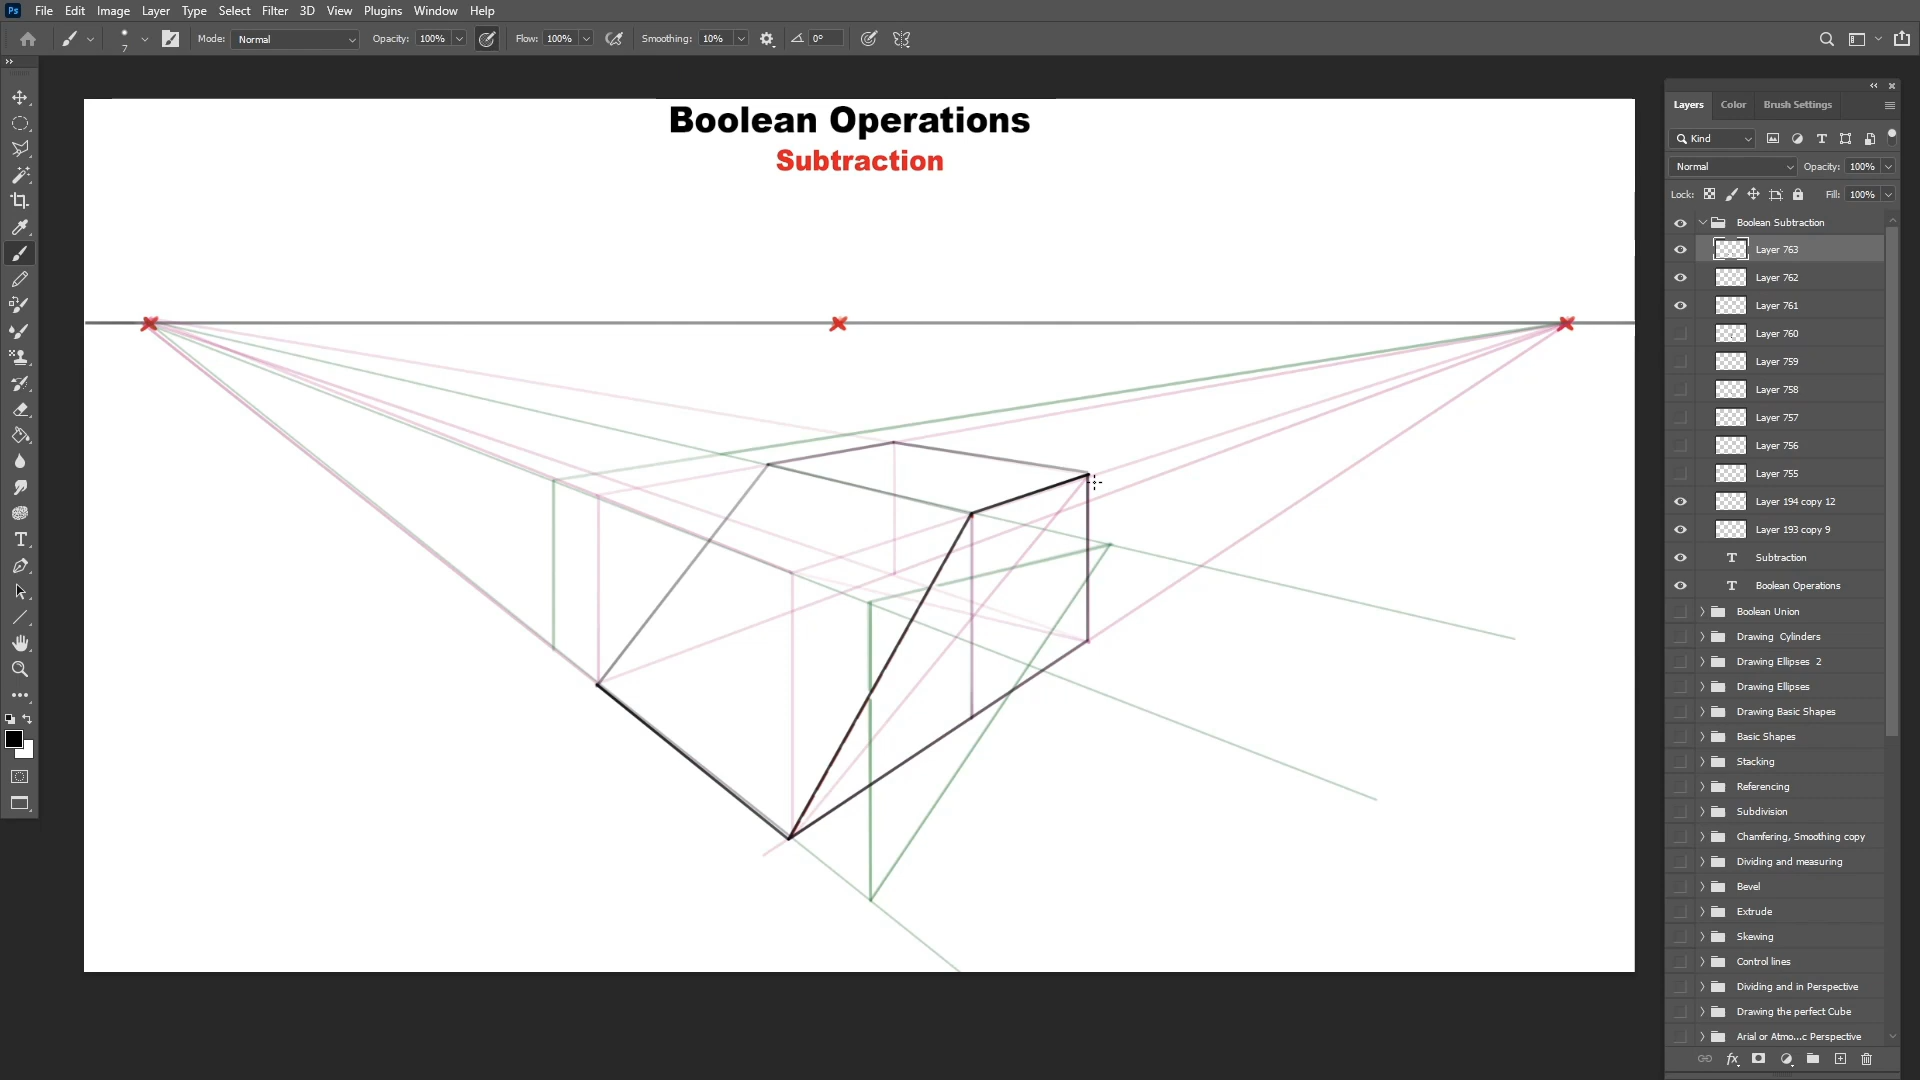 Ps File Edit Image Layer Type Select Filter 3D View Plugins Window Help
7 Mode: Normal Opacity: 100% Flow: 100% Smoothing: 10% 0°
Boolean Operations
Subtraction
Layers Color Brush Settings
Kind
Normal Opacity: 100%
Lock: Fill: 100%
Boolean Subtraction
Layer 763
Layer 762
Layer 761
Layer 760
Layer 759
Layer 758
Layer 757
Layer 756
Layer 755
Layer 194 copy 12
Layer 193 copy 9
T Subtraction
T Boolean Operations
Boolean Union
Drawing Cylinders
Drawing Ellipses 2
Drawing Ellipses
Drawing Basic Shapes
Basic Shapes
Stacking
Referencing
Subdivision
Chamfering, Smoothing copy
Dividing and measuring
Bevel
Extrude
Skewing
Control lines
Dividing and in Perspective
Drawing the perfect Cube
Arial or Atmo...c Perspective
fx